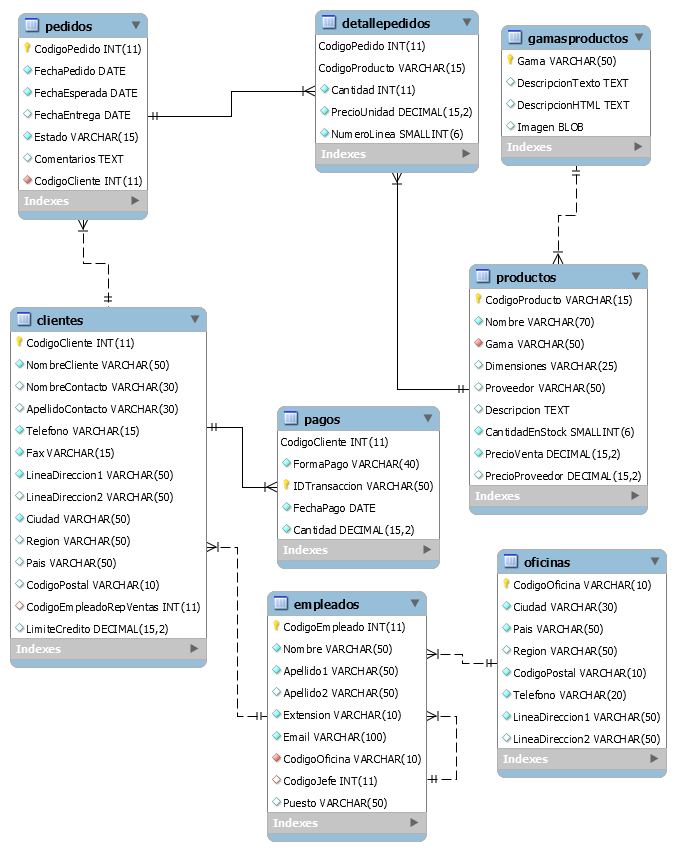 pedidos
CodigoPedido INT(11)
FechaPedido DATE
FechaEsperada DATE
FechaEntrega DATE
Estado VARCHAR(15)
Comentarios TEXT
CodigoCliente INT(11)
Indexes
detallepedidos
CodigoPedido INT(11)
CodigoProducto VARCHAR(15)
Cantidad INT(11)
PrecioUnidad DECIMAL(15,2)
NumeroLinea SMALLINT(6)
Indexes
gamasproductos
Gama VARCHAR(50)
DescripcionTexto TEXT
DescripcionHTML TEXT
Imagen BLOB
Indexes
productos
CodigoProducto VARCHAR(15)
Nombre VARCHAR(70)
Gama VARCHAR(50)
Dimensiones VARCHAR(25)
Proveedor VARCHAR(50)
Descripcion TEXT
CantidadEnStock SMALLINT(6)
PrecioVenta DECIMAL(15,2)
PrecioProveedor DECIMAL(15,2)
Indexes
clientes
CodigoCliente INT(11)
NombreCliente VARCHAR(50)
NombreContacto VARCHAR(30)
ApellidoContacto VARCHAR(30)
Telefono VARCHAR(15)
Fax VARCHAR(15)
LineaDireccion1 VARCHAR(50)
LineaDireccion2 VARCHAR(50)
Ciudad VARCHAR(50)
Region VARCHAR(50)
Pais VARCHAR(50)
CodigoPostal VARCHAR(10)
CodigoEmpleadoRepVentas INT(11)
LimiteCredito DECIMAL(15,2)
Indexes
pagos
CodigoCliente INT(11)
FormaPago VARCHAR(40)
IDTransaccion VARCHAR(50)
FechaPago DATE
Cantidad DECIMAL(15,2)
Indexes
empleados
CodigoEmpleado INT(11)
Nombre VARCHAR(50)
Apellido1 VARCHAR(50)
Apellido2 VARCHAR(50)
Extension VARCHAR(10)
Email VARCHAR(100)
CodigoOficina VARCHAR(10)
CodigoJefe INT(11)
Puesto VARCHAR(50)
Indexes
oficinas
CodigoOficina VARCHAR(10)
Ciudad VARCHAR(30)
Pais VARCHAR(50)
Region VARCHAR(50)
CodigoPostal VARCHAR(10)
Telefono VARCHAR(20)
LineaDireccion1 VARCHAR(50)
LineaDireccion2 VARCHAR(50)
Indexes